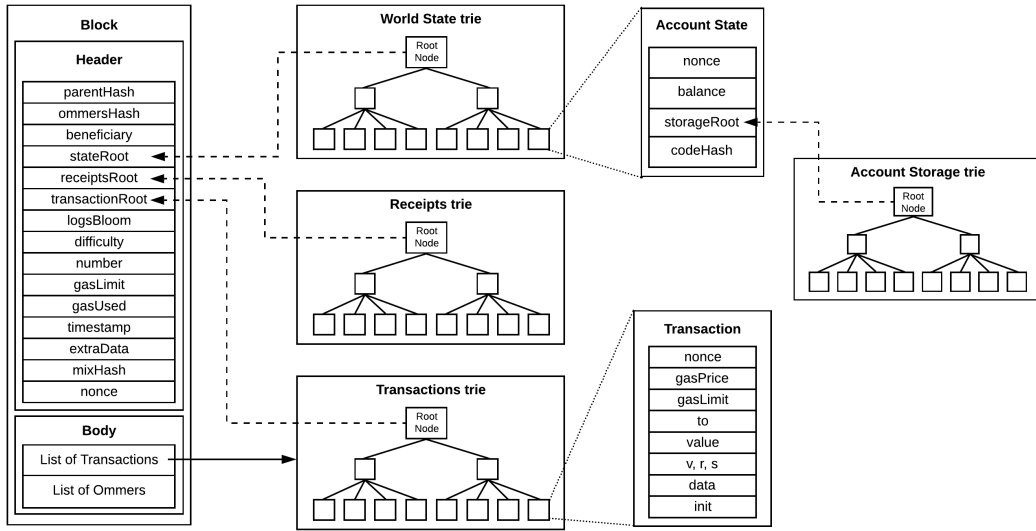 Block
Header
parentHash
ommersHash
beneficiary
stateRoot
receiptsRoot
transactionRoot
logsBloom
difficulty
number
gasLimit
gasUsed
timestamp
extraData
mixHash
nonce
Body
List of Transactions
List of Ommers
World State trie
Root
Node
Receipts trie
Root
Node
Transactions trie
Root
Node
Account State
nonce
balance
storageRoot
codeHash
Account Storage trie
Root
Node
Transaction
nonce
gasPrice
gasLimit
to
value
v, r, s
data
init